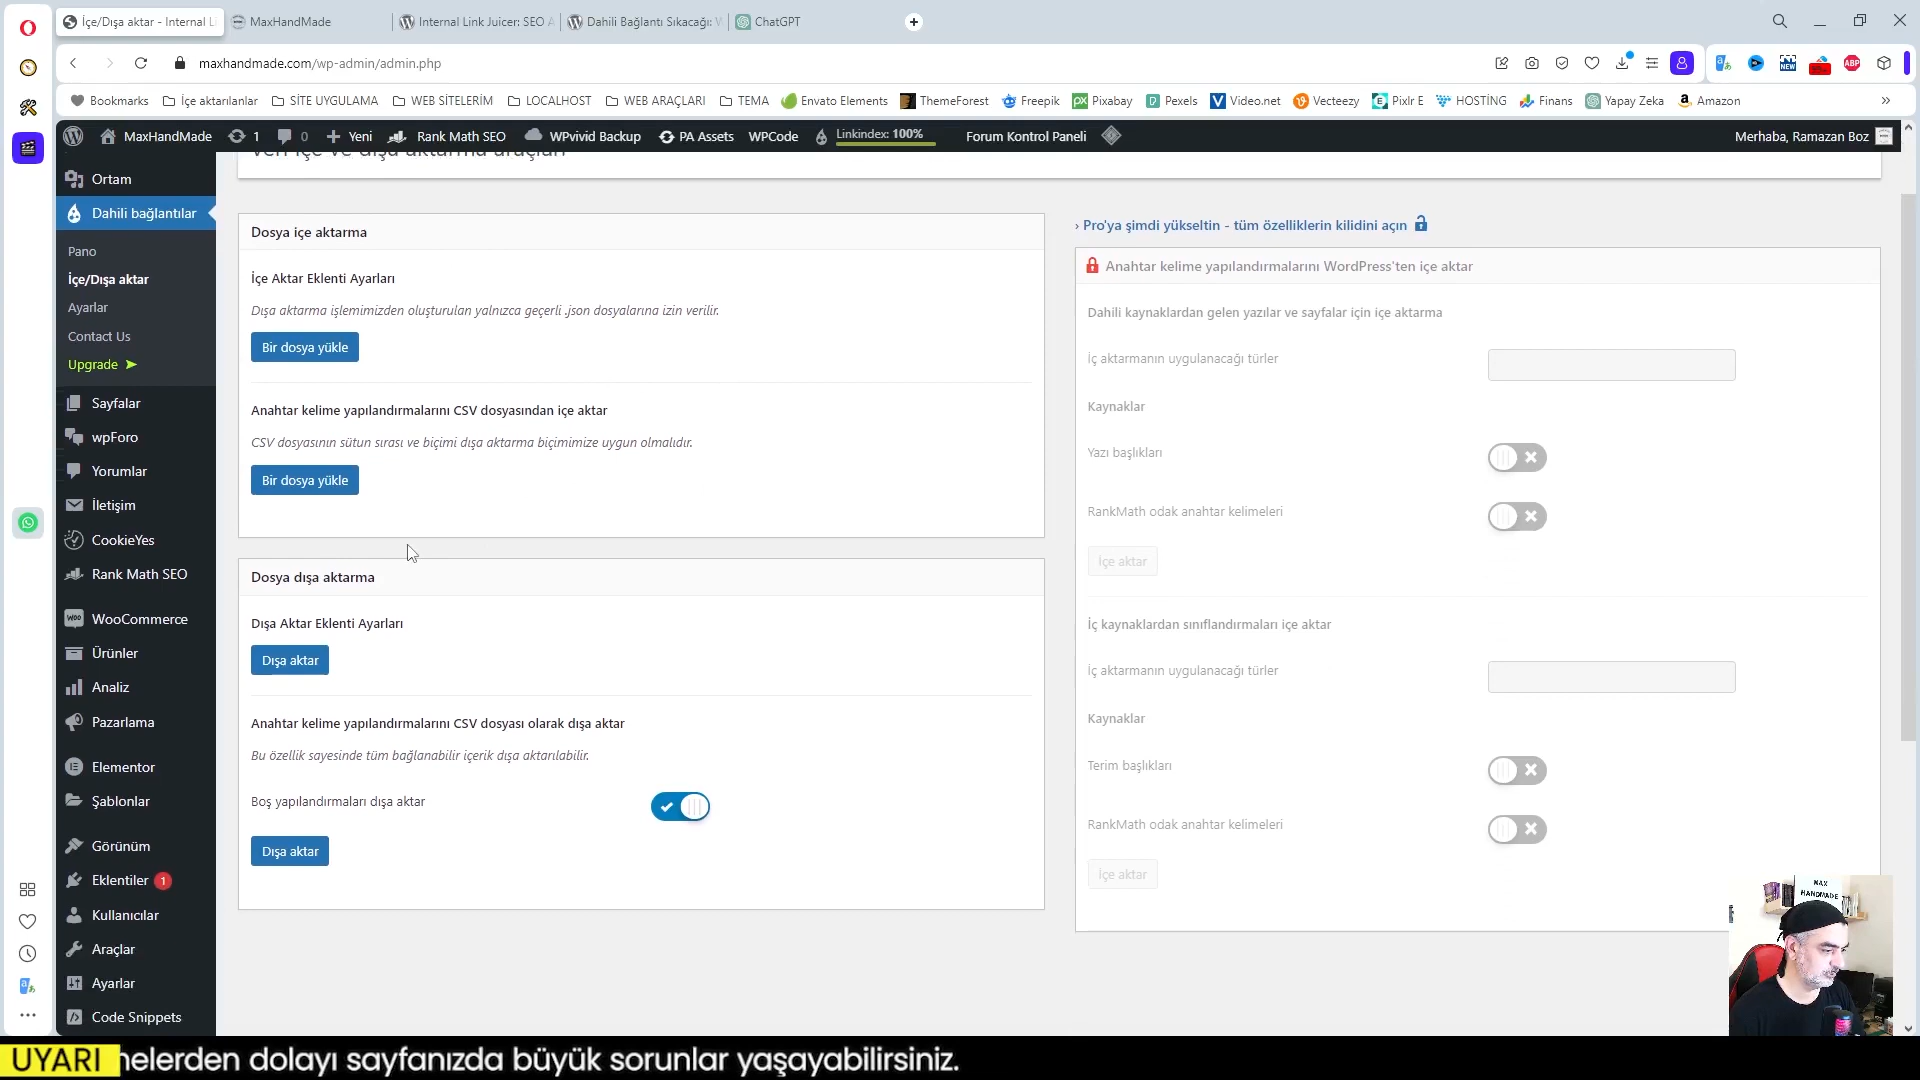 İçe/Dışa aktar - Internal L
MaxHandMade
Internal Link Juicer: SEO A
Dahili Bağlantı Sıkacağı: W
ChatGPT
maxhandmade.com/wp-admin/admin.php
Bookmarks
İçe aktarılanlar
SİTE UYGULAMA
WEB SİTELERİM
LOCALHOST
WEB ARAÇLARI
TEMA
Envato Elements
ThemeForest
Freepik
Pixabay
Pexels
Video.net
Vecteezy
Pixlr E
HOSTİNG
Finans
Yapay Zeka
Amazon
MaxHandMade
1
0
Yeni
Rank Math SEO
WPvivid Backup
PA Assets
WPCode
Linkindex: 100%
Forum Kontrol Paneli
Merhaba, Ramazan Boz
Veri içe ve dışa aktarma araçları
Ortam
Dahili bağlantılar
Pano
İçe/Dışa aktar
Ayarlar
Contact Us
Upgrade ➤
Sayfalar
wpForo
Yorumlar
İletişim
CookieYes
Rank Math SEO
WooCommerce
Ürünler
Analiz
Pazarlama
Elementor
Şablonlar
Görünüm
Eklentiler 1
Kullanıcılar
Araçlar
Ayarlar
Code Snippets
Dosya içe aktarma
İçe Aktar Eklenti Ayarları
Dışa aktarma işlemimizden oluşturulan yalnızca geçerli .json dosyalarına izin verilir.
Bir dosya yükle
Anahtar kelime yapılandırmalarını CSV dosyasından içe aktar
CSV dosyasının sütun sırası ve biçimi dışa aktarma biçimimize uygun olmalıdır.
Bir dosya yükle
Dosya dışa aktarma
Dışa Aktar Eklenti Ayarları
Dışa aktar
Anahtar kelime yapılandırmalarını CSV dosyası olarak dışa aktar
Bu özellik sayesinde tüm bağlanabilir içerik dışa aktarılabilir.
Boş yapılandırmaları dışa aktar
Dışa aktar
› Pro'ya şimdi yükseltin - tüm özelliklerin kilidini açın
Anahtar kelime yapılandırmalarını WordPress'ten içe aktar
Dahili kaynaklardan gelen yazılar ve sayfalar için içe aktarma
İç aktarmanın uygulanacağı türler
Kaynaklar
Yazı başlıkları
RankMath odak anahtar kelimeleri
İçe aktar
İç kaynaklardan sınıflandırmaları içe aktar
İç aktarmanın uygulanacağı türler
Kaynaklar
Terim başlıkları
RankMath odak anahtar kelimeleri
İçe aktar
MAX
HANDMADE
UYARI
nelerden dolayı sayfanızda büyük sorunlar yaşayabilirsiniz.